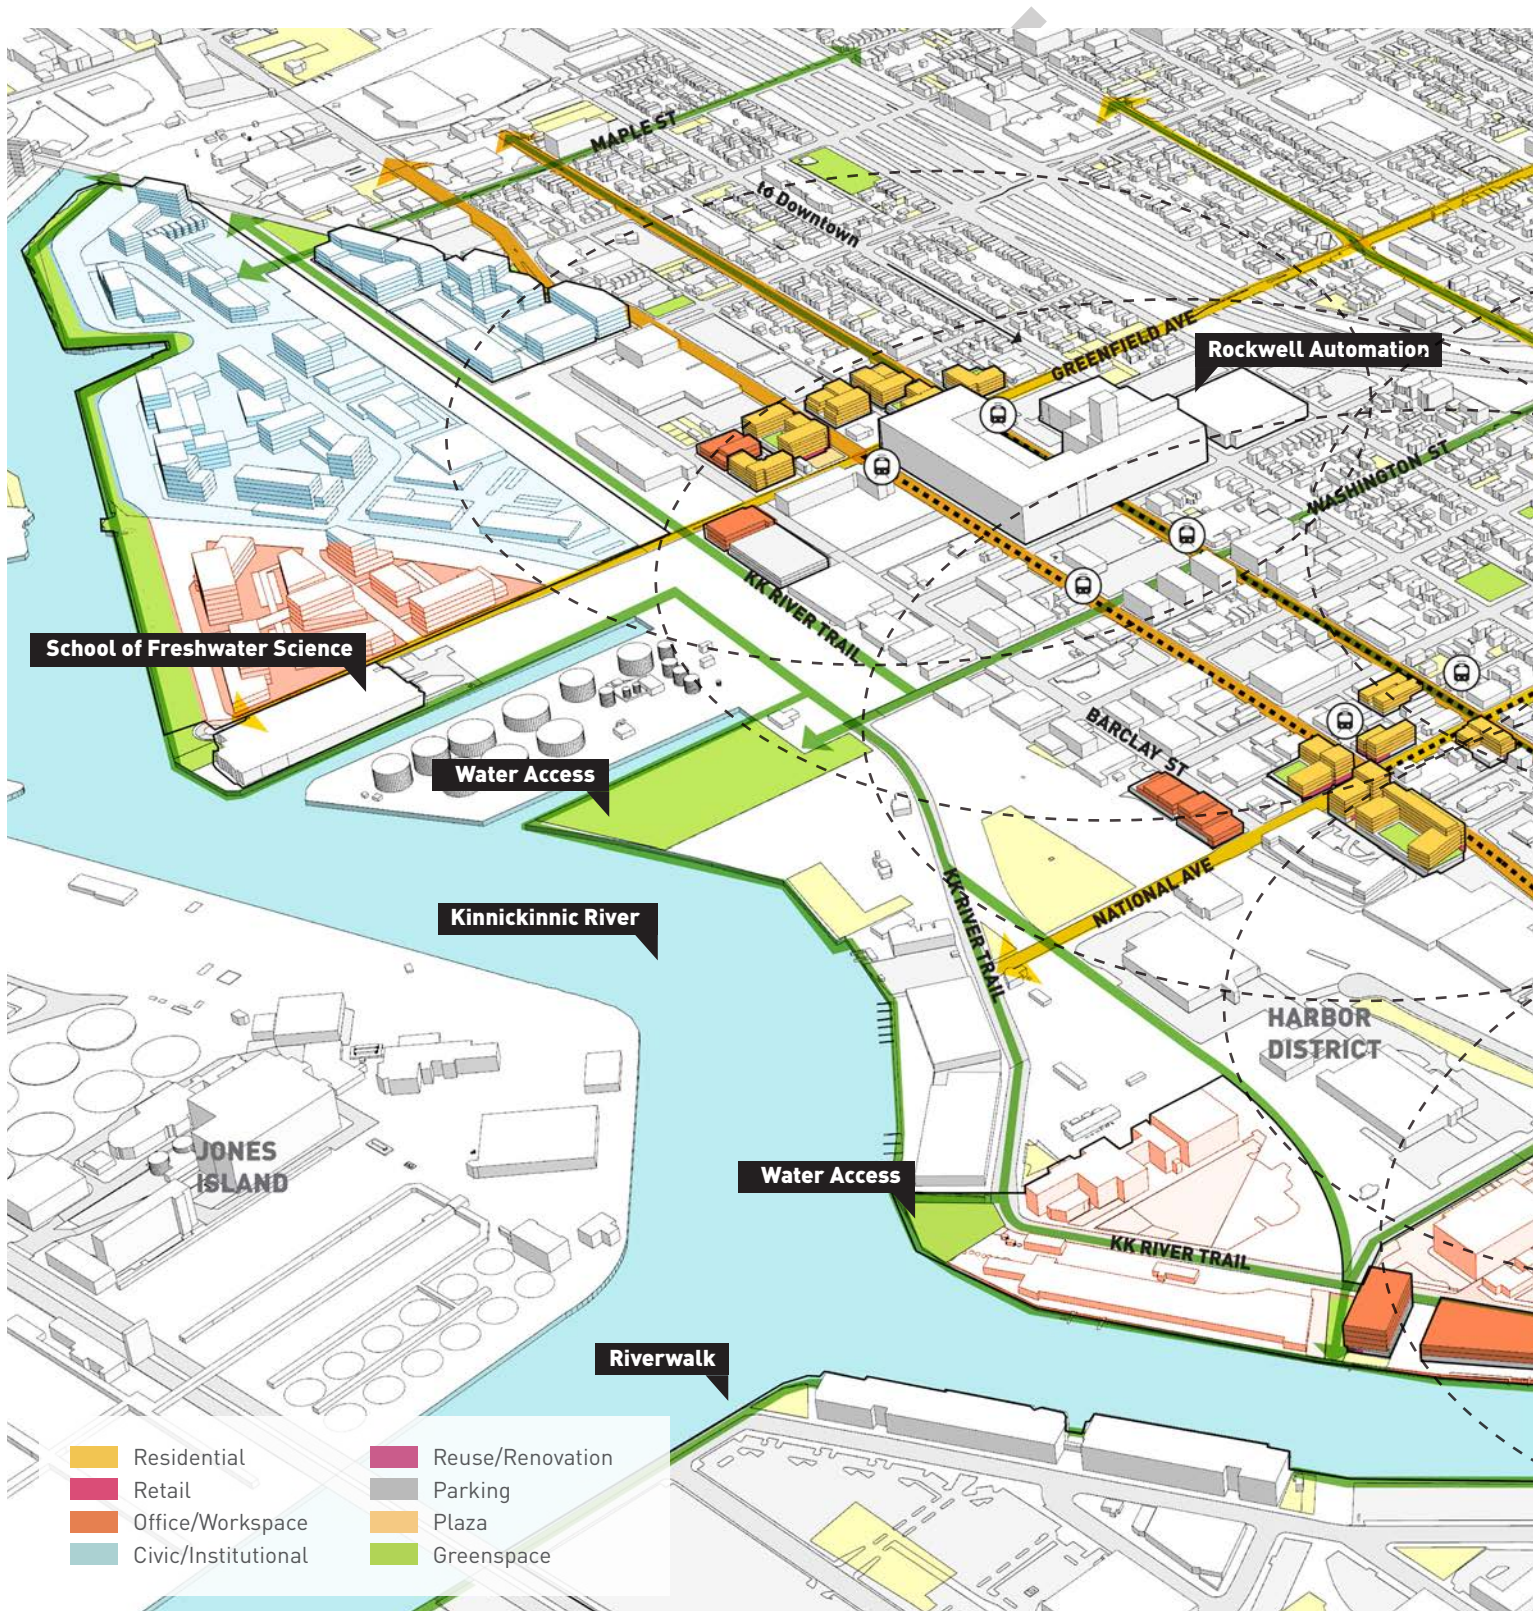 MAPLE ST
to Downtown
GREENFIELD AVE
Rockwell Automation
WASHINGTON ST
KK RIVER TRAIL
School of Freshwater Science
BARCLAY ST
Water Access
NATIONAL AVE
KK RIVER TRAIL
Kinnickinnic River
HARBOR
DISTRICT
JONES
ISLAND
Water Access
KK RIVER TRAIL
Riverwalk
Residential
Retail
Office/Workspace
Civic/Institutional
Reuse/Renovation
Parking
Plaza
Greenspace